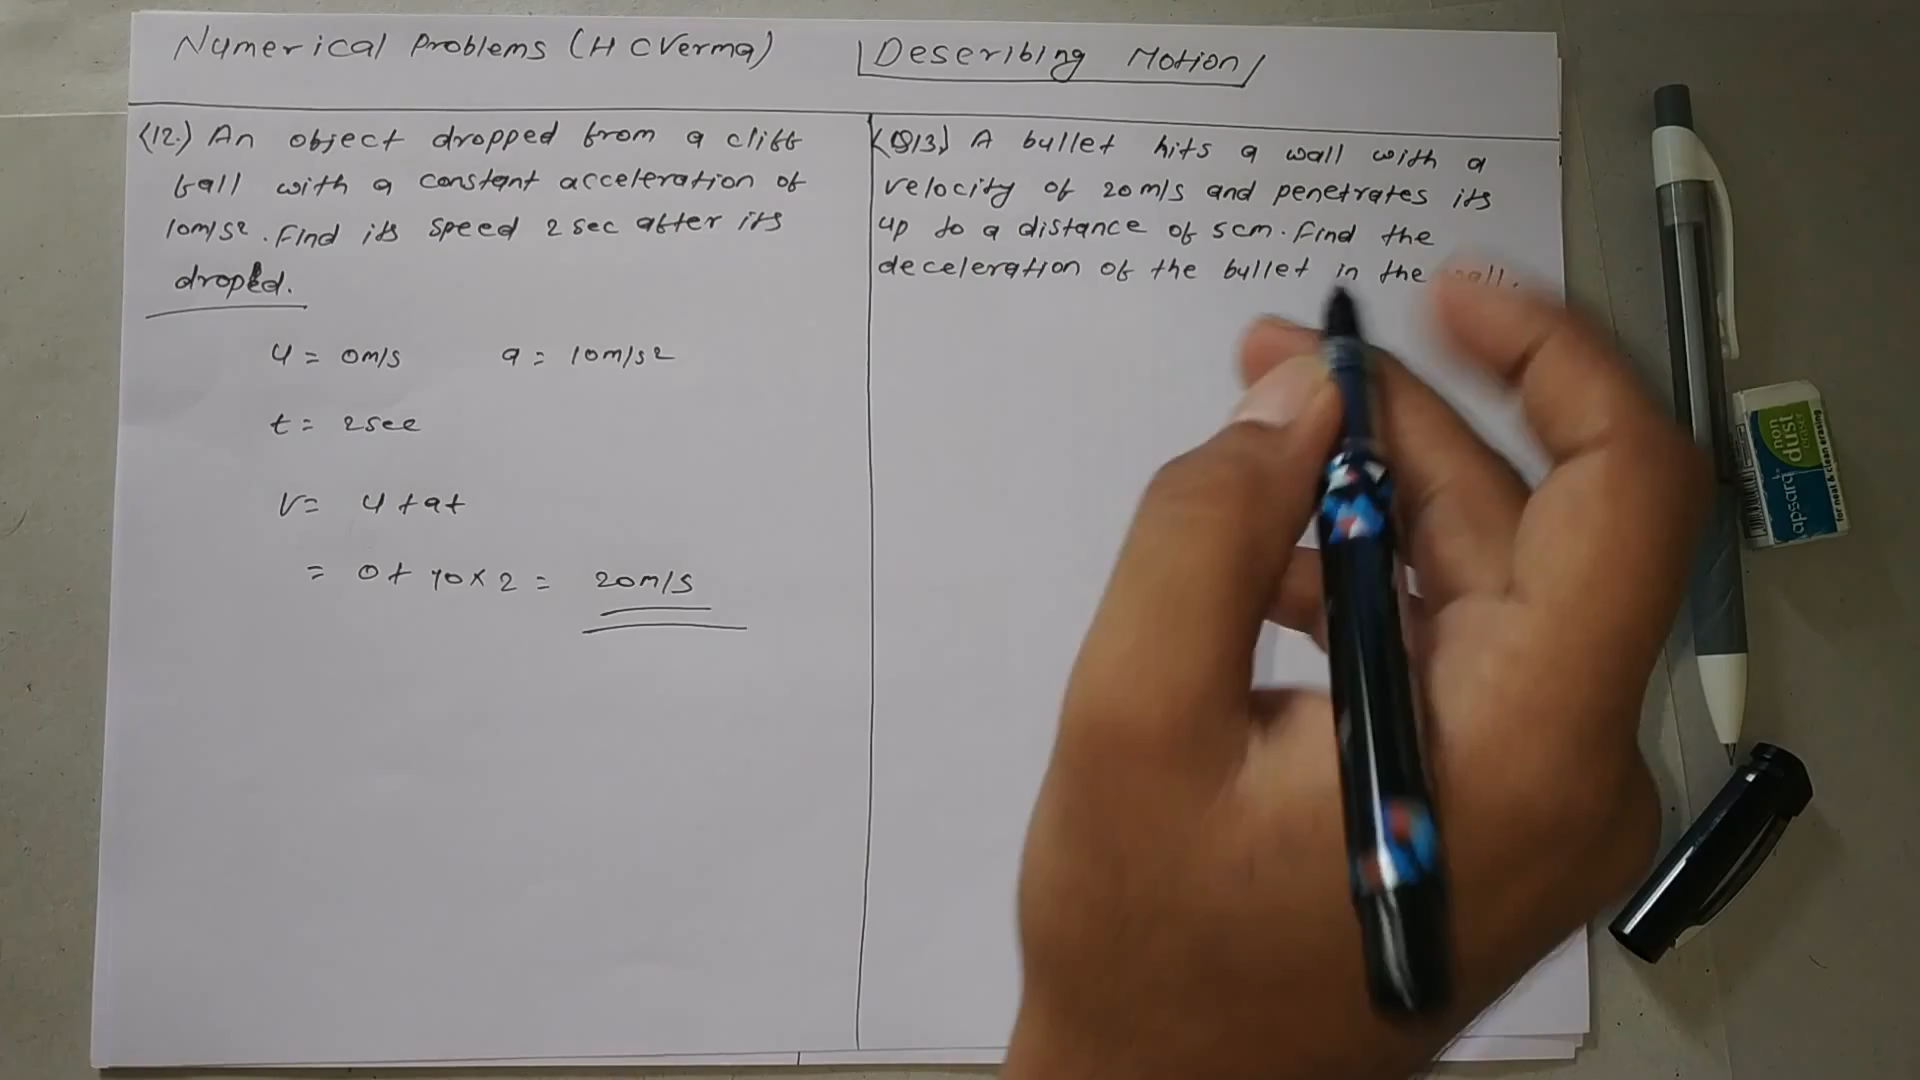 Numerical Problems (H C Verma)
Describing Motion
(12.) An object dropped from a cliff
fall with a constant acceleration of
10m/s². Find its speed 2 sec after its
droped.
u = 0m/s a = 10m/s²
t = 2sec
V = u + at
= 0 + 10 × 2 = 20m/s
(Q13) A bullet hits a wall with a
velocity of 20 m/s and penetrates its
up to a distance of 5cm. Find the
deceleration of the bullet in the wall.
apsara
non
dust
eraser
for neat & clean erasing